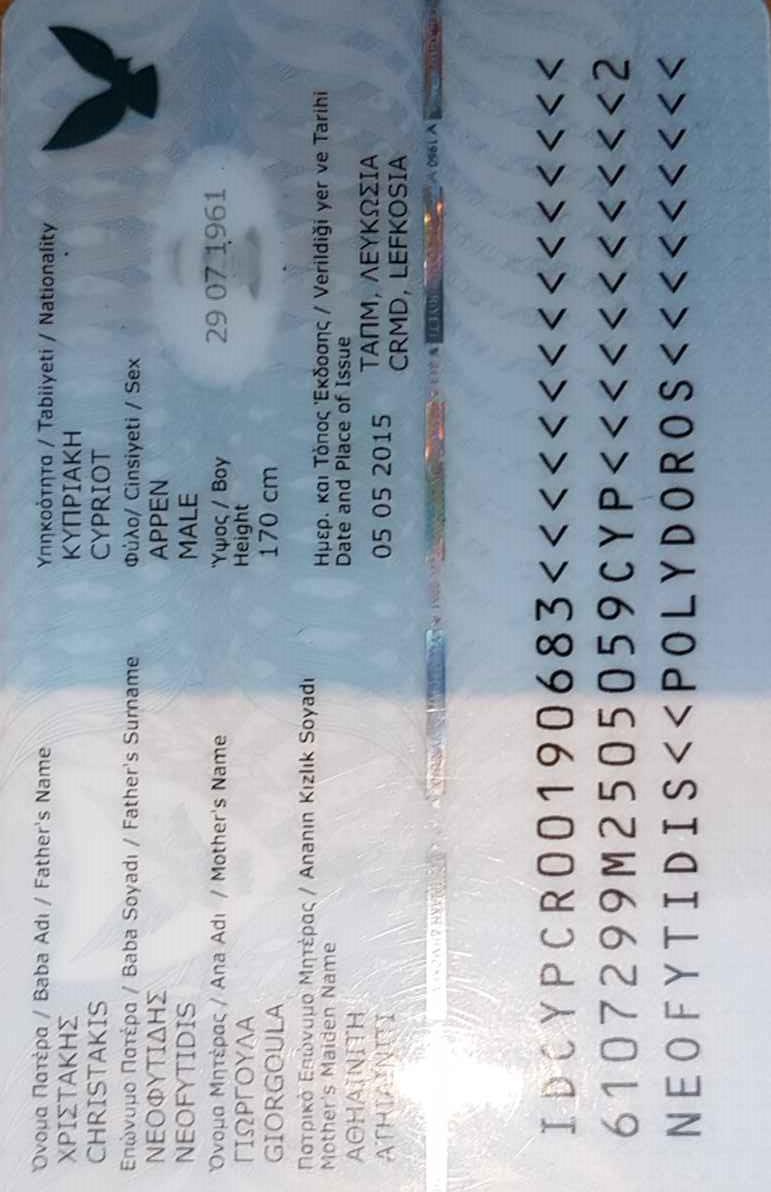 Όνομα Πατέρα / Baba Adı / Father's Name
ΧΡΙΣΤΑΚΗΣ
CHRISTAKIS
Επώνυμο Πατέρα / Baba Soyadı / Father's Surname
ΝΕΟΦΥΤΙΔΗΣ
NEOFYTIDIS
Όνομα Μητέρας / Ana Adı / Mother's Name
ΓΙΩΡΓΟΥΛΑ
GIORGOULA
Πατρικό Επώνυμο Μητέρας / Ananın Kızlık Soyadı
Mother's Maiden Name
ΑΘΗΑΙΝΙΤΗ
Υπηκοότητα / Tabiiyeti / Nationality
ΚΥΠΡΙΑΚΗ
CYPRIOT
Φύλο/ Cinsiyeti / Sex
ΑΡΡΕΝ
MALE
29 07 1961
Ύψος / Boy
Height
170 cm
Ημερ. και Τόπος Έκδοσης / Verildiği yer ve Tarihi
Date and Place of Issue
05 05 2015 ΤΑΠΜ, ΛΕΥΚΩΣΙΑ
CRMD, LEFKOSIA
IDCYPCR00190683<<<<<<<<<<<<<<<
6107299M2505059CYP<<<<<<<<<<<2
NEOFYTIDIS<<POLYDOROS<<<<<<<<<